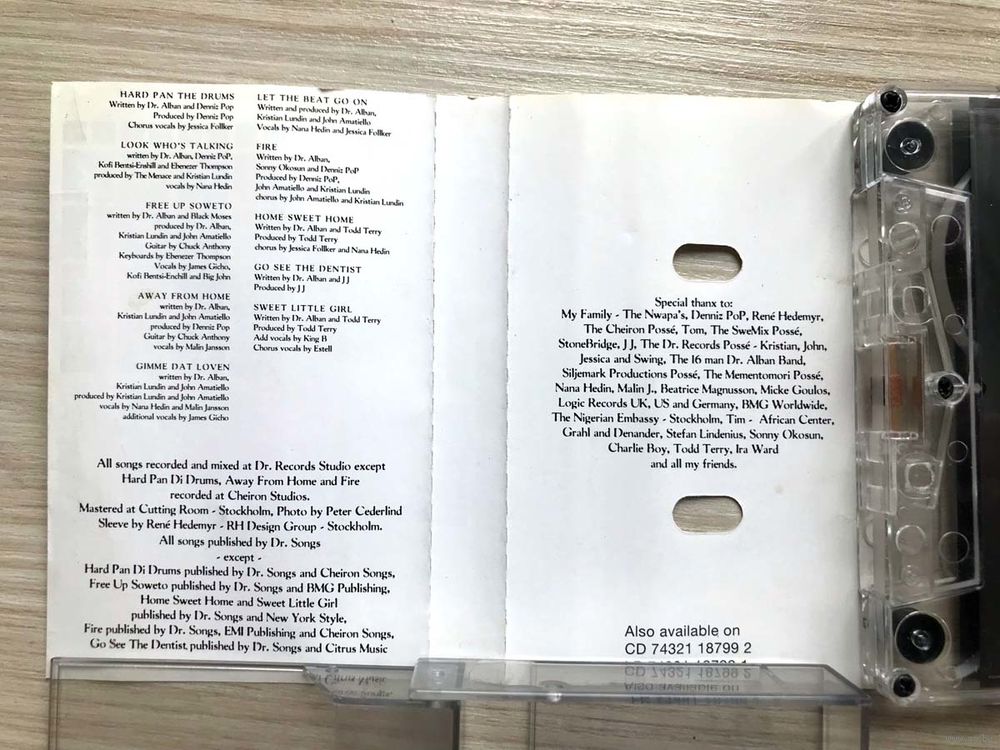 HARD PAN THE DRUMS
Written by Dr. Alban and Denniz Pop
Produced by Denniz Pop
Chorus vocals by Jessica Follker
LOOK WHO'S TALKING
written by Dr. Alban, Denniz PoP,
Kofi Bentsi-Enshill and Ebenezer Thompson
produced by The Menace and Kristian Lundin
vocals by Nana Hedin
FREE UP SOWETO
written by Dr. Alban and Black Moses
produced by Dr. Alban,
Kristian Lundin and John Amatiello
Guitar by Chuck Anthony
Keyboards by Ebenezer Thompson
Vocals by James Gicho,
Kofi Bentsi-Enchill and Big John
AWAY FROM HOME
written by Dr. Alban,
Kristian Lundin and John Amatiello
produced by Denniz Pop
Guitar by Chuck Anthony
vocals by Malin Jansson
GIMME DAT LOVEN
written by Dr. Alban,
Kristian Lundin and John Amatiello
produced by Kristian Lundin and John Amatiello
vocals by Nana Hedin and Malin Jansson
additional vocals by James Gicho
LET THE BEAT GO ON
Written and produced by Dr. Alban,
Kristian Lundin and John Amatiello
Vocals by Nana Hedin and Jessica Follker
FIRE
Written by Dr. Alban,
Sonny Okosun and Denniz PoP
Produced by Denniz PoP,
John Amatiello and Kristian Lundin
chorus by John Amatiello and Kristian Lundin
HOME SWEET HOME
Written by Dr. Alban and Todd Terry
Produced by Todd Terry
chorus by Jessica Follker and Nana Hedin
GO SEE THE DENTIST
Written by Dr. Alban and JJ
Produced by JJ
SWEET LITTLE GIRL
Written by Dr. Alban and Todd Terry
Produced by Todd Terry
Add vocals by King B
Chorus vocals by Estell
All songs recorded and mixed at Dr. Records Studio except
Hard Pan Di Drums, Away From Home and Fire
recorded at Cheiron Studios.
Mastered at Cutting Room - Stockholm, Photo by Peter Cederlind
Sleeve by René Hedemyr - RH Design Group - Stockholm.
All songs published by Dr. Songs
- except -
Hard Pan Di Drums published by Dr. Songs and Cheiron Songs,
Free Up Soweto published by Dr. Songs and BMG Publishing,
Home Sweet Home and Sweet Little Girl
published by Dr. Songs and New York Style,
Fire published by Dr. Songs, EMI Publishing and Cheiron Songs,
Go See The Dentist published by Dr. Songs and Citrus Music
Special thanx to:
My Family - The Nwapa's, Denniz PoP, René Hedemyr,
The Cheiron Possé, Tom, The SweMix Possé,
StoneBridge, JJ, The Dr. Records Possé - Kristian, John,
Jessica and Swing, The 16 man Dr. Alban Band,
Siljemark Productions Possé, The Mementomori Possé,
Nana Hedin, Malin J., Beatrice Magnusson, Micke Goulos,
Logic Records UK, US and Germany, BMG Worldwide,
The Nigerian Embassy - Stockholm, Tim - African Center,
Grahl and Denander, Stefan Lindenius, Sonny Okosun,
Charlie Boy, Todd Terry, Ira Ward
and all my friends.
Also available on
CD 74321 18799 2